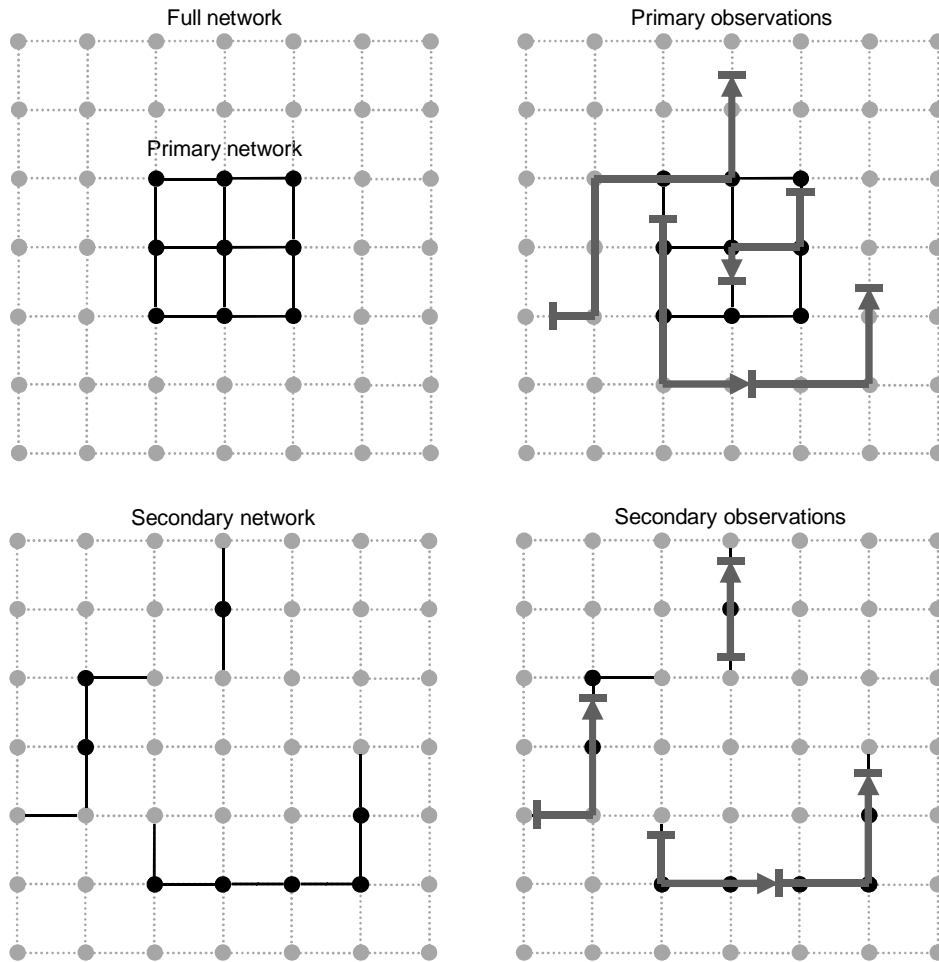 Full network
Primary observations
Primary network
Secondary network
Secondary observations